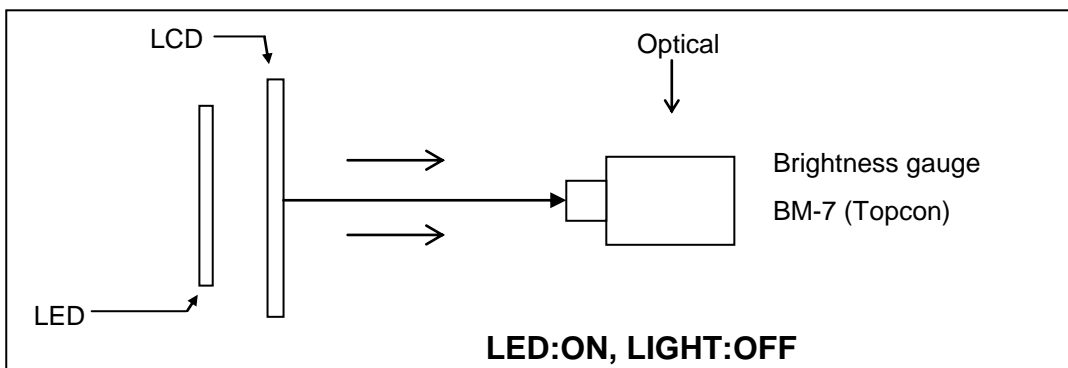 LCD
Optical
Brightness gauge
BM-7 (Topcon)
LED
LED:ON, LIGHT:OFF